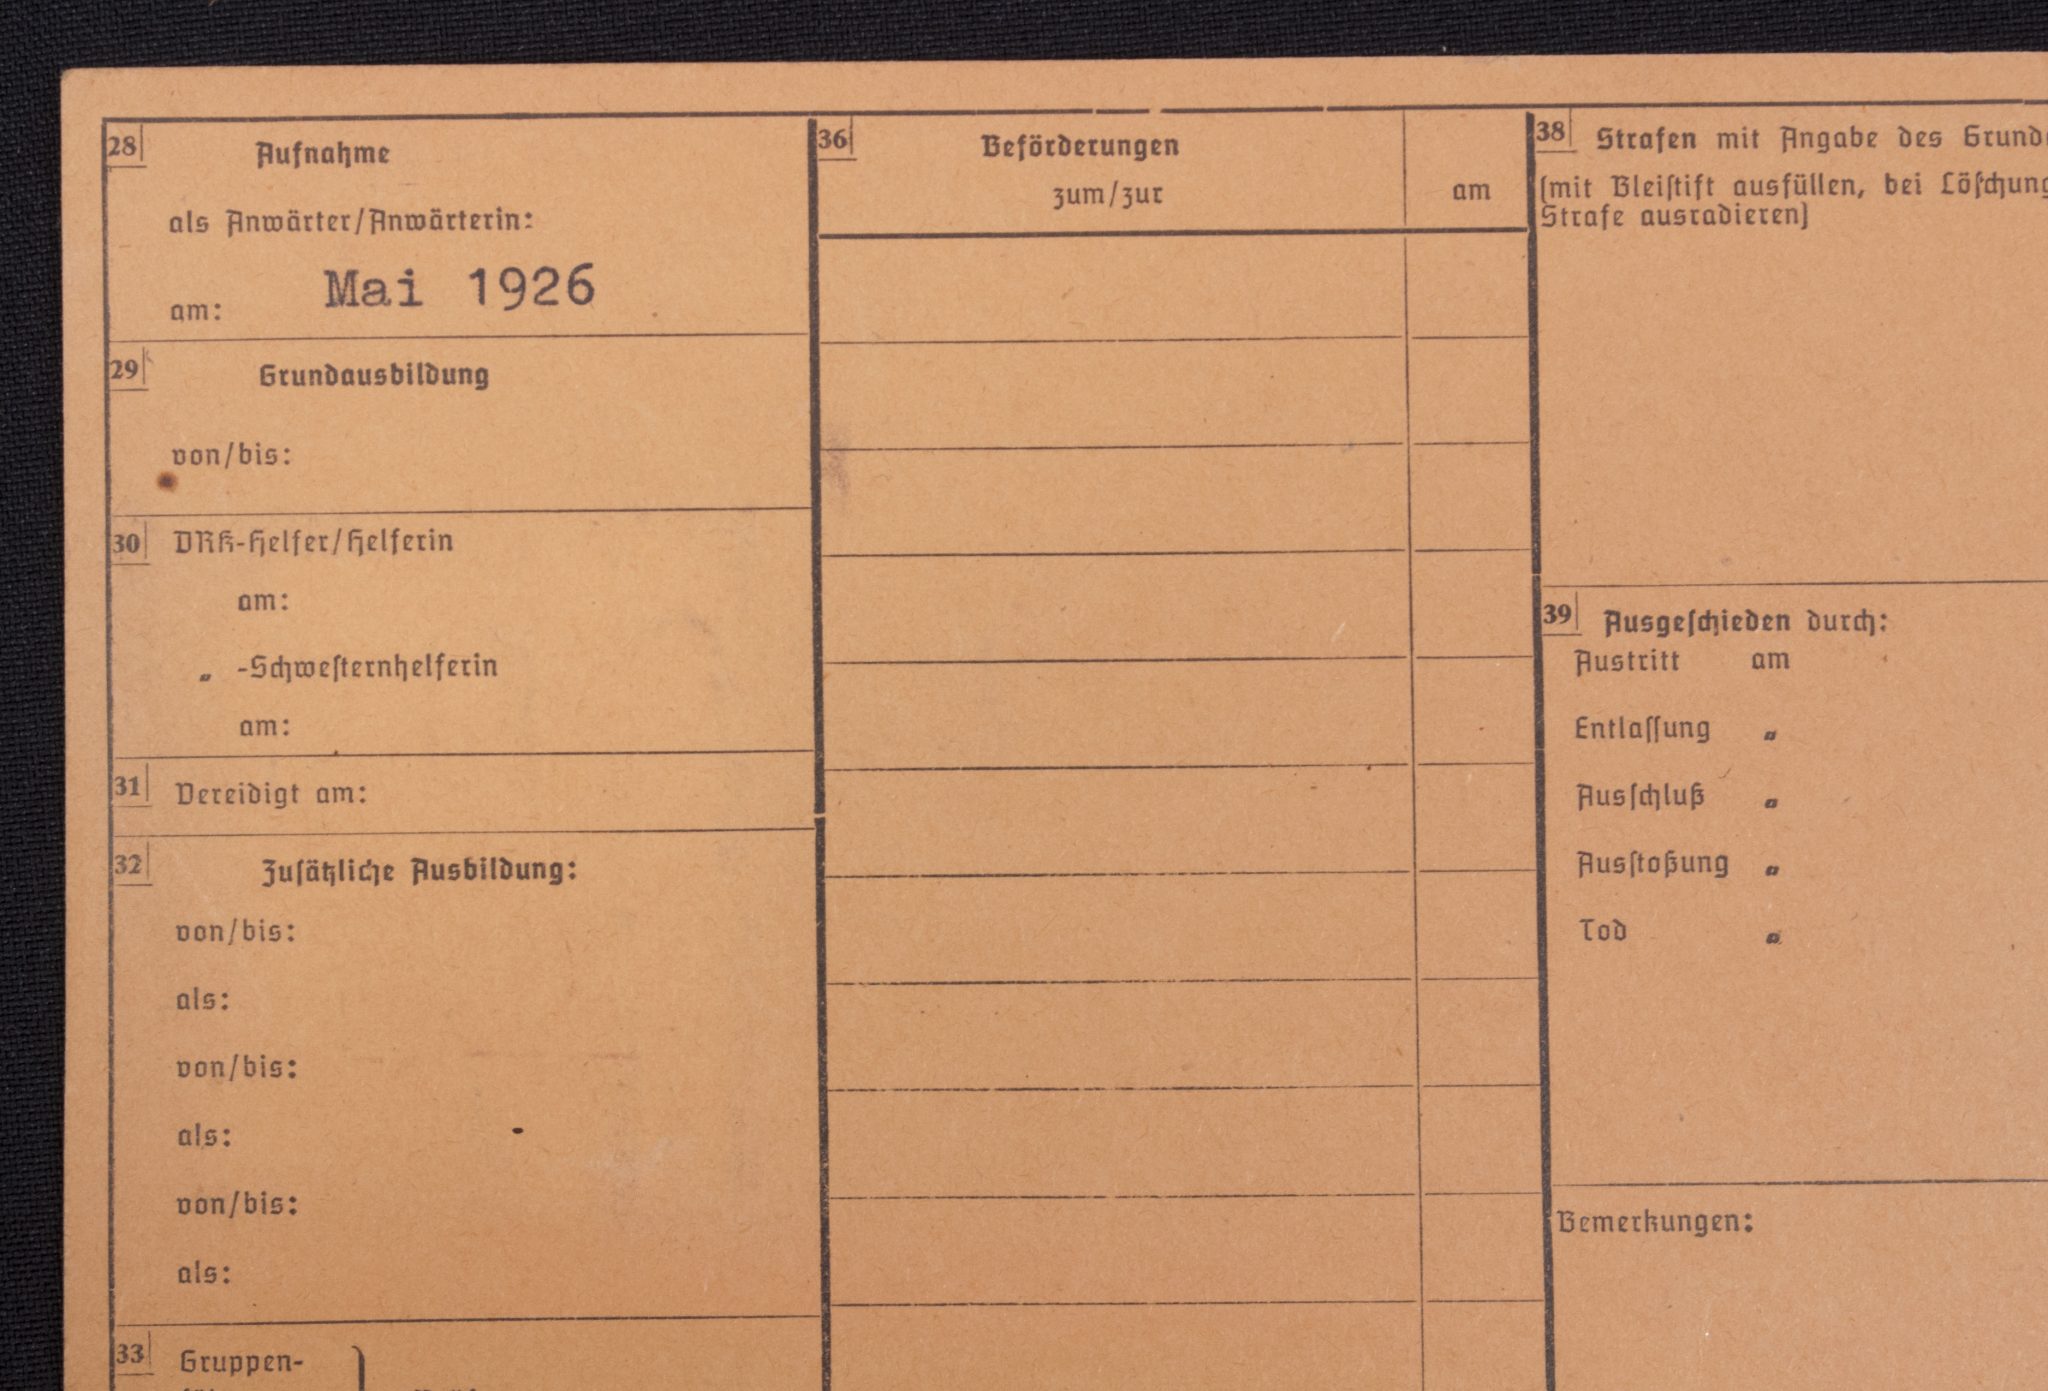 28 Aufnahme
als Anwärter/Anwärterin:
am: Mai 1926
29 Grundausbildung
von/bis:
30 DRK-Helfer/Helferin
am:
„ -Schwesternhelferin
am:
31 Vereidigt am:
32 Zusätzliche Ausbildung:
von/bis:
als:
von/bis:
als:
von/bis:
als:
33 Gruppen-
36 Beförderungen
zum/zur am
38 Strafen mit Angabe des Grunde
(mit Bleistift ausfüllen, bei Löschung
Strafe ausradieren)
39 Ausgeschieden durch:
Austritt am
Entlassung „
Ausschluß „
Ausstoßung „
Tod „
Bemerkungen: